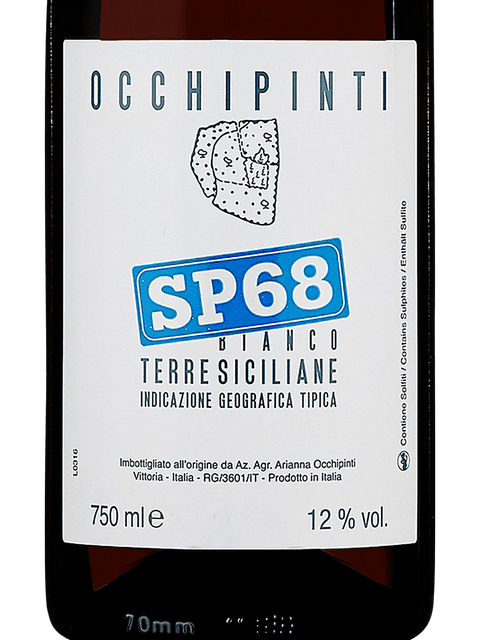 OCCHIPINTI
SP68
BIANCO
TERRE SICILIANE
INDICAZIONE GEOGRAFICA TIPICA
Contiene Solfiti / Contains Sulphites / Enthält Sulfite
L0316
Imbottigliato all'origine da Az. Agr. Arianna Occhipinti
Vittoria - Italia - RG/3601/IT - Prodotto in Italia
750 ml e
12 % vol.
70mm